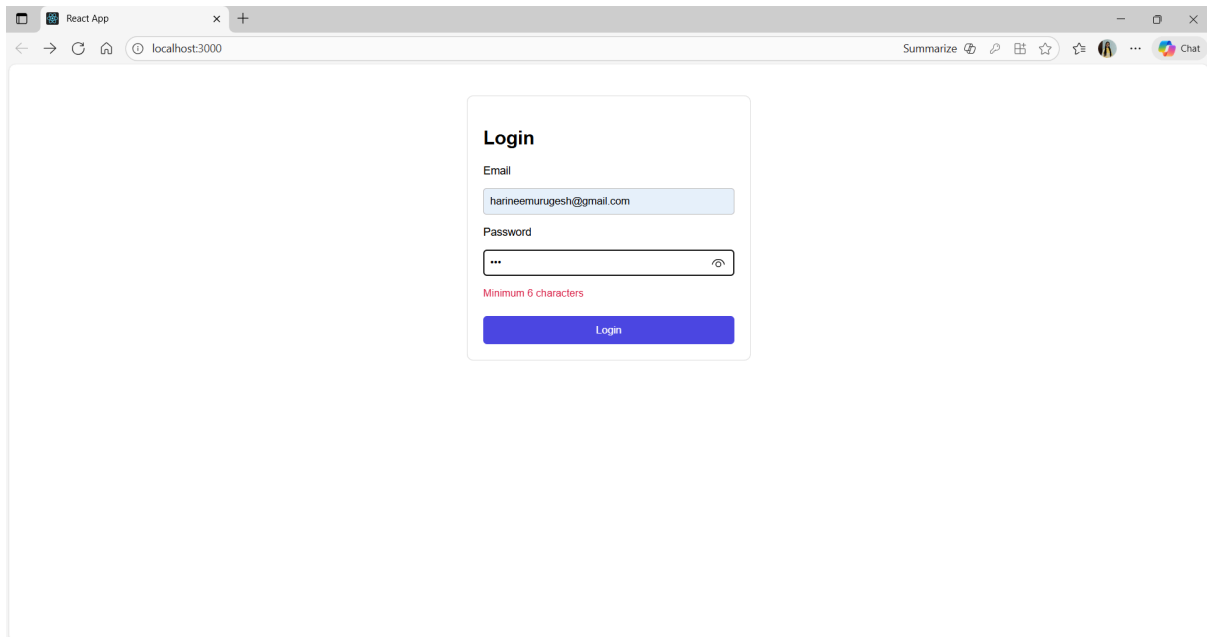 React App
localhost:3000
Summarize
Chat
Login
Email
harineemurugesh@gmail.com
Password
•••
Minimum 6 characters
Login